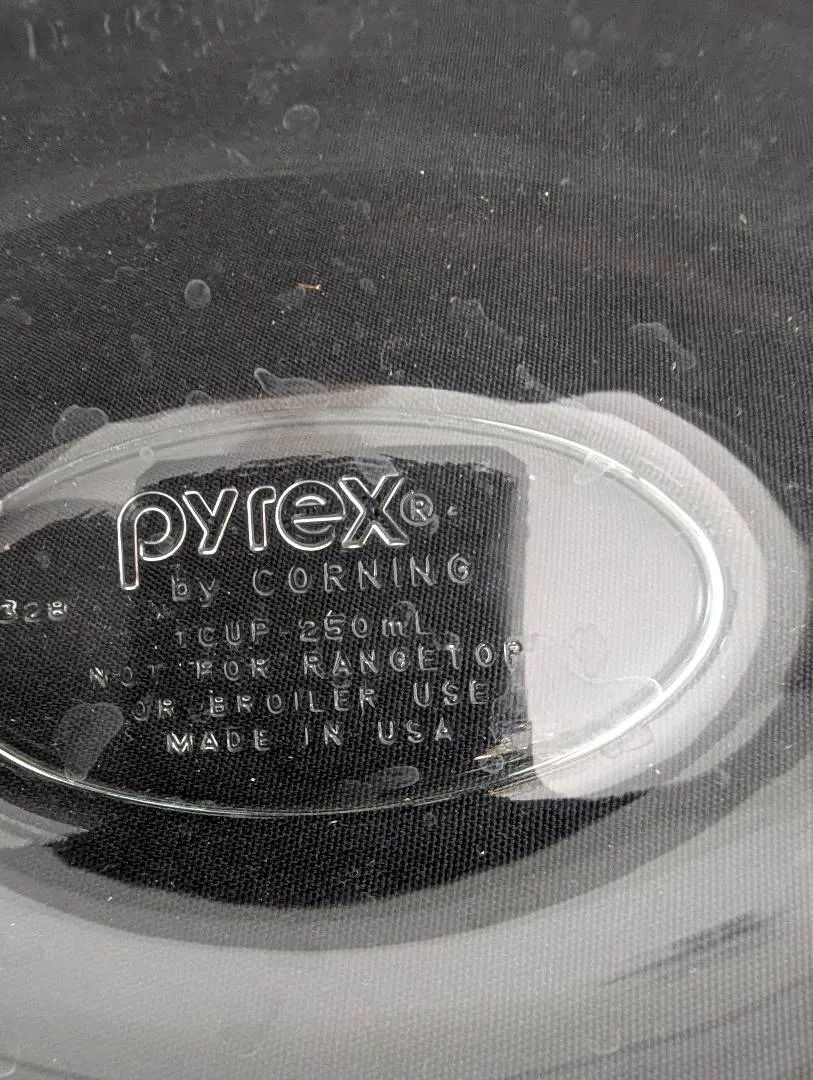 pyrex®
by CORNING
328
1 CUP-250mL
NOT FOR RANGETOP
OR BROILER USE
MADE IN USA